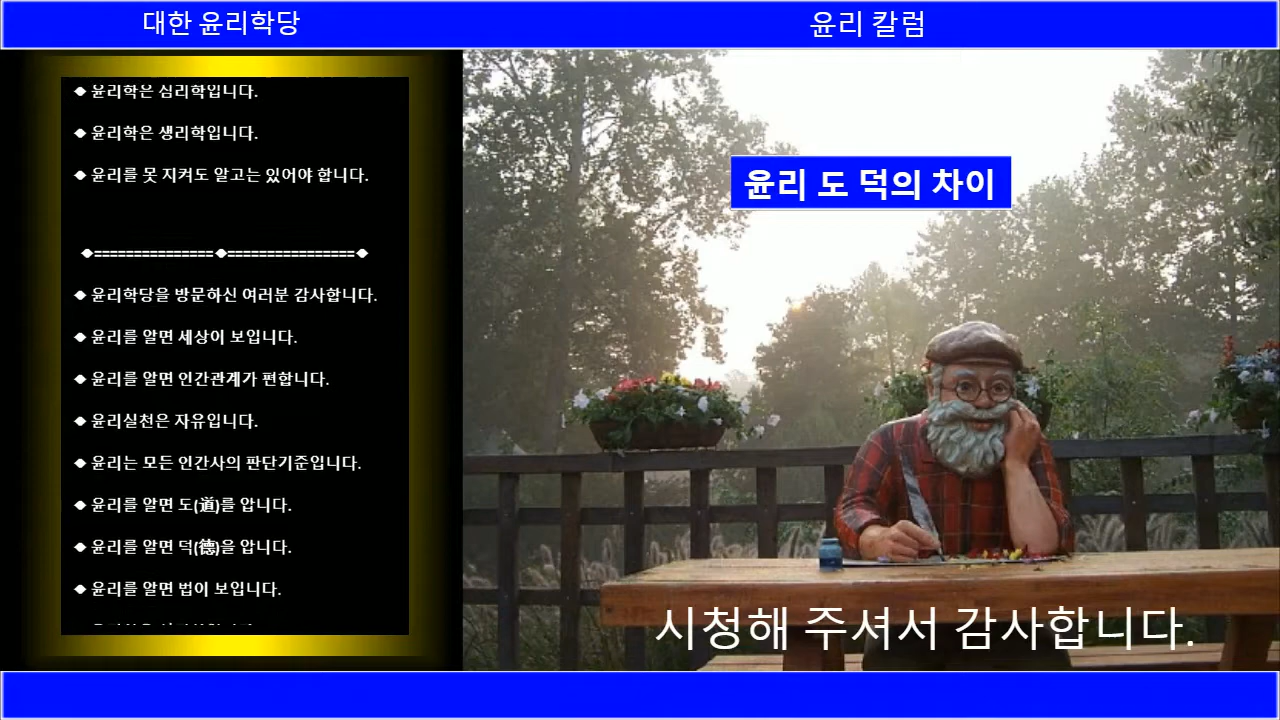 대한 윤리학당
윤리 칼럼
◆ 윤리학은 심리학입니다.
◆ 윤리학은 생리학입니다.
◆ 윤리를 못 지켜도 알고는 있어야 합니다.
◆===============◆================◆
◆ 윤리학당을 방문하신 여러분 감사합니다.
◆ 윤리를 알면 세상이 보입니다.
◆ 윤리를 알면 인간관계가 편합니다.
◆ 윤리실천은 자유입니다.
◆ 윤리는 모든 인간사의 판단기준입니다.
◆ 윤리를 알면 도(道)를 압니다.
◆ 윤리를 알면 덕(德)을 압니다.
◆ 윤리를 알면 법이 보입니다.
윤리 도 덕의 차이
시청해 주셔서 감사합니다.